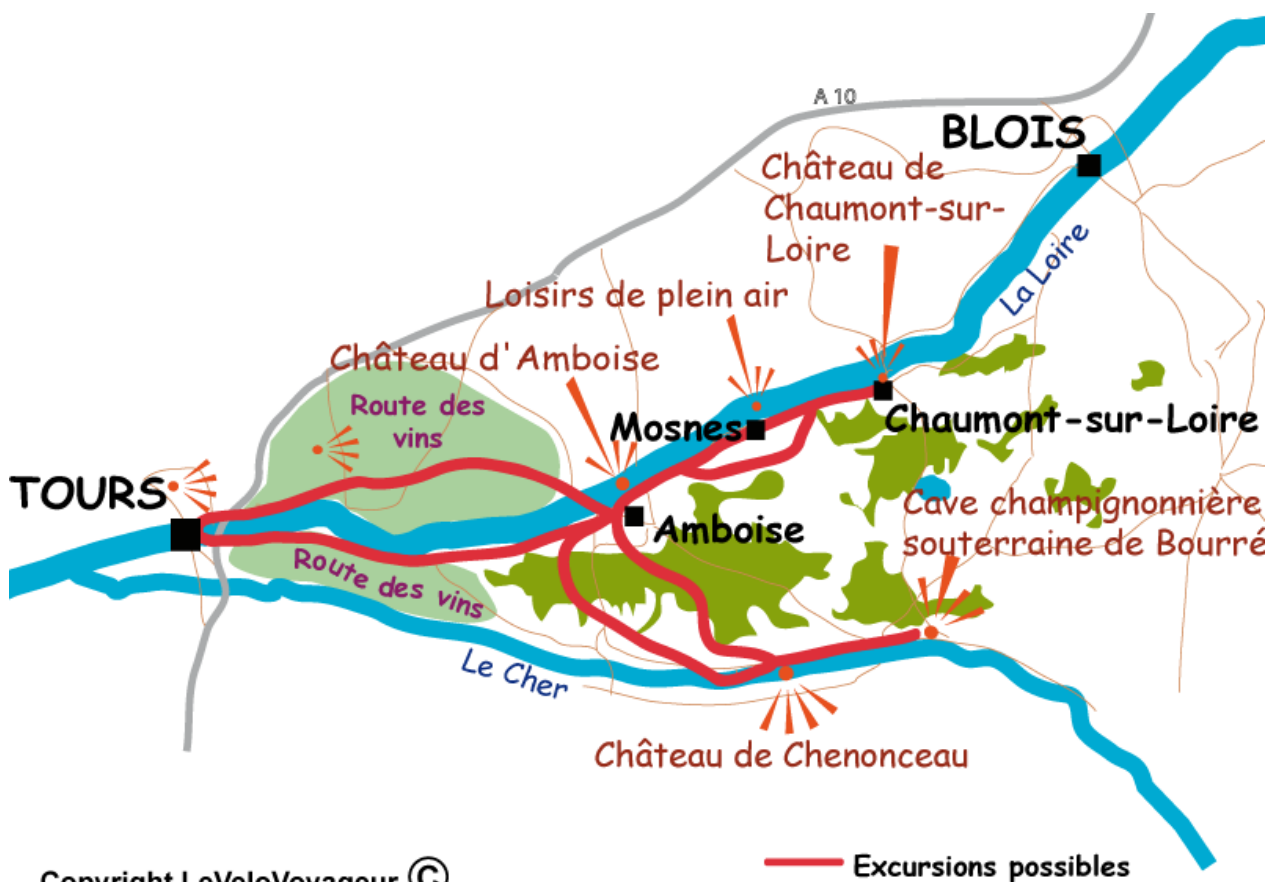 A 10
BLOIS
Château de
Chaumont-sur-
Loire
La Loire
Loisirs de plein air
Château d'Amboise
Route des
vins
Mosnes
Chaumont-sur-Loire
TOURS
Cave champignonnière
souterraine de Bourré
Amboise
Route des vins
Le Cher
Château de Chenonceau
Excursions possibles
Copyright LeVeloVoyageur ©